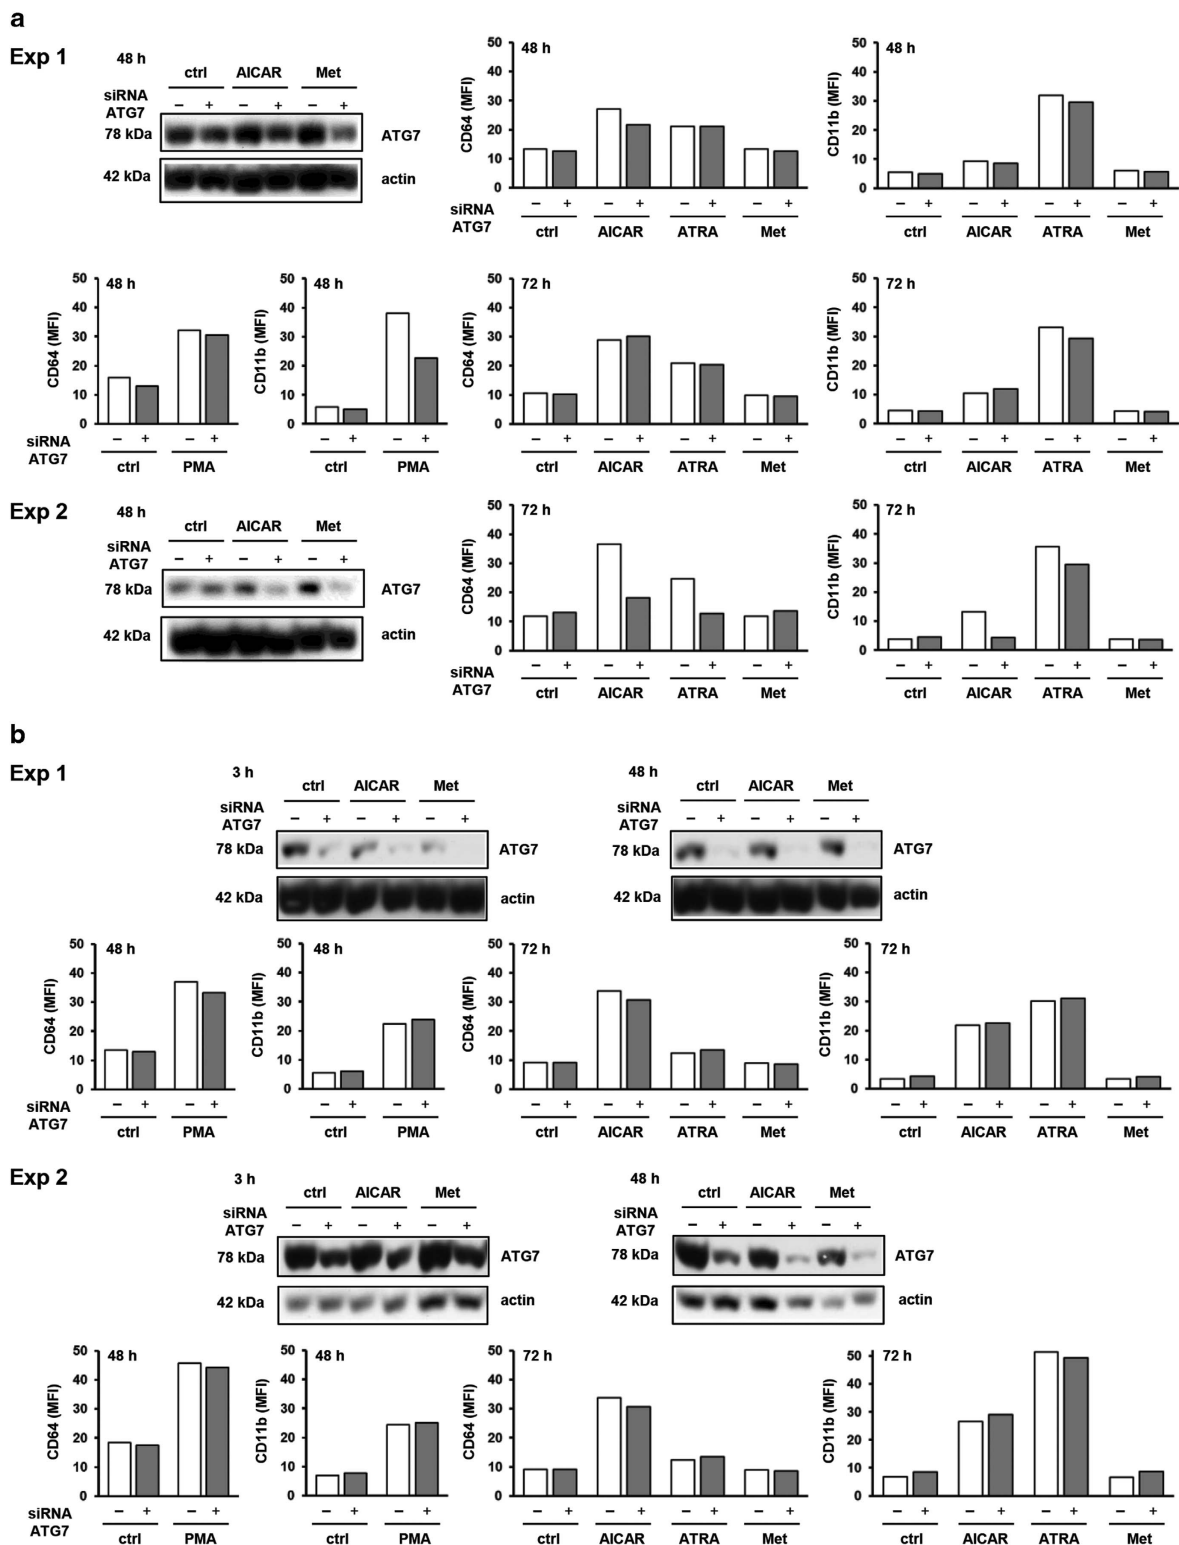 a
Exp 1
48 h
ctrl AICAR Met
siRNA ATG7 – + – + – +
78 kDa ATG7
42 kDa actin
48 h
CD64 (MFI)
50
40
30
20
10
0
siRNA ATG7 – + – + – + – +
ctrl AICAR ATRA Met
48 h
CD11b (MFI)
50
40
30
20
10
0
– + – + – + – +
ctrl AICAR ATRA Met
48 h
CD64 (MFI)
50
40
30
20
10
0
siRNA ATG7 – + – +
ctrl PMA
48 h
CD11b (MFI)
50
40
30
20
10
0
– + – +
ctrl PMA
72 h
CD64 (MFI)
50
40
30
20
10
0
– + – + – + – +
ctrl AICAR ATRA Met
72 h
CD11b (MFI)
50
40
30
20
10
0
– + – + – + – +
ctrl AICAR ATRA Met
Exp 2
48 h
ctrl AICAR Met
siRNA ATG7 – + – + – +
78 kDa ATG7
42 kDa actin
72 h
CD64 (MFI)
50
40
30
20
10
0
siRNA ATG7 – + – + – + – +
ctrl AICAR ATRA Met
72 h
CD11b (MFI)
50
40
30
20
10
0
– + – + – + – +
ctrl AICAR ATRA Met
b
Exp 1
3 h
ctrl AICAR Met
siRNA ATG7 – + – + – +
78 kDa ATG7
42 kDa actin
48 h
ctrl AICAR Met
siRNA ATG7 – + – + – +
78 kDa ATG7
42 kDa actin
48 h
CD64 (MFI)
50
40
30
20
10
0
siRNA ATG7 – + – +
ctrl PMA
48 h
CD11b (MFI)
50
40
30
20
10
0
– + – +
ctrl PMA
72 h
CD64 (MFI)
50
40
30
20
10
0
– + – + – + – +
ctrl AICAR ATRA Met
72 h
CD11b (MFI)
50
40
30
20
10
0
– + – + – + – +
ctrl AICAR ATRA Met
Exp 2
3 h
ctrl AICAR Met
siRNA ATG7 – + – + – +
78 kDa ATG7
42 kDa actin
48 h
ctrl AICAR Met
siRNA ATG7 – + – + – +
78 kDa ATG7
42 kDa actin
48 h
CD64 (MFI)
50
40
30
20
10
0
siRNA ATG7 – + – +
ctrl PMA
48 h
CD11b (MFI)
50
40
30
20
10
0
– + – +
ctrl PMA
72 h
CD64 (MFI)
50
40
30
20
10
0
– + – + – + – +
ctrl AICAR ATRA Met
72 h
CD11b (MFI)
50
40
30
20
10
0
– + – + – + – +
ctrl AICAR ATRA Met